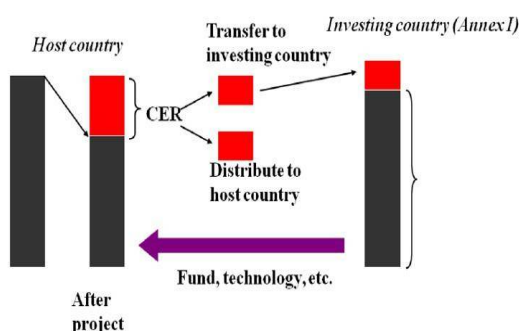 Host country
Transfer to
investing country
Investing country (Annex I)
CER
Distribute to
host country
Fund, technology, etc.
After
project